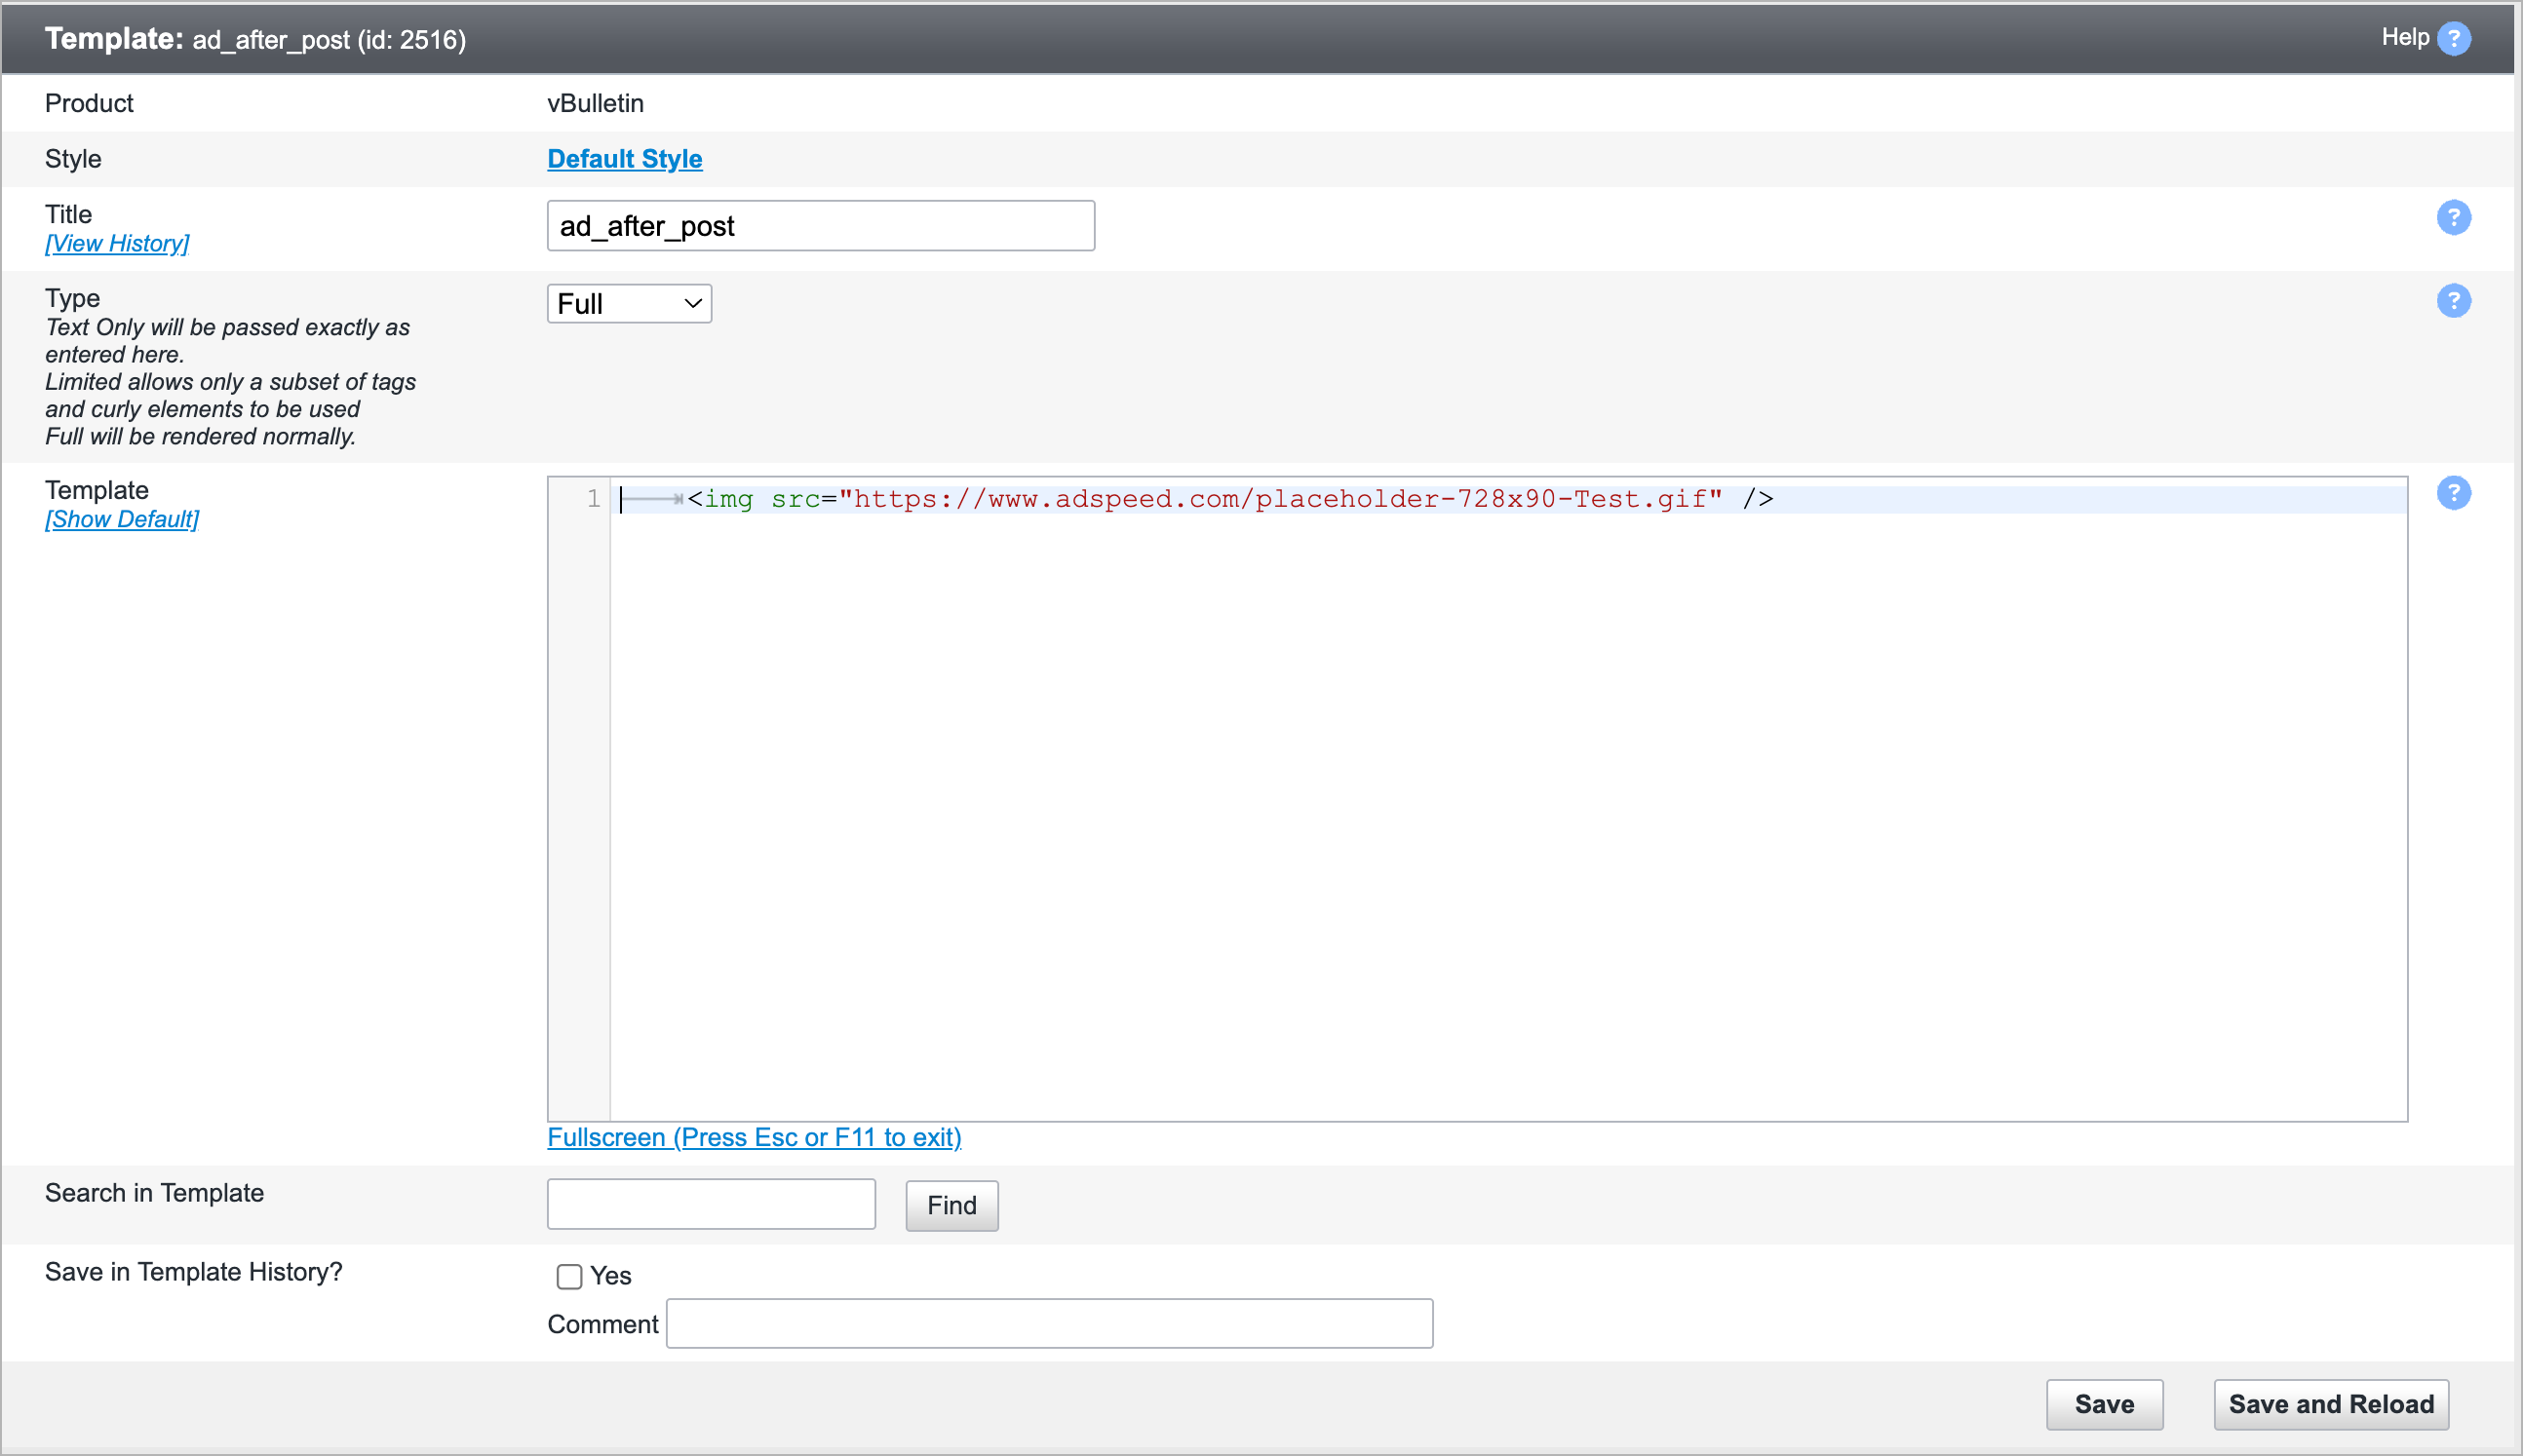 Template: ad_after_post (id: 2516)
Help ?
Product
vBulletin
Style
Default Style
Title
[View History]
ad_after_post
?
Type
Text Only will be passed exactly as
entered here.
Limited allows only a subset of tags
and curly elements to be used
Full will be rendered normally.
Full
?
Template
[Show Default]
1
<img src="https://www.adspeed.com/placeholder-728x90-Test.gif" />
?
Fullscreen (Press Esc or F11 to exit)
Search in Template
Find
Save in Template History?
Yes
Comment
Save
Save and Reload